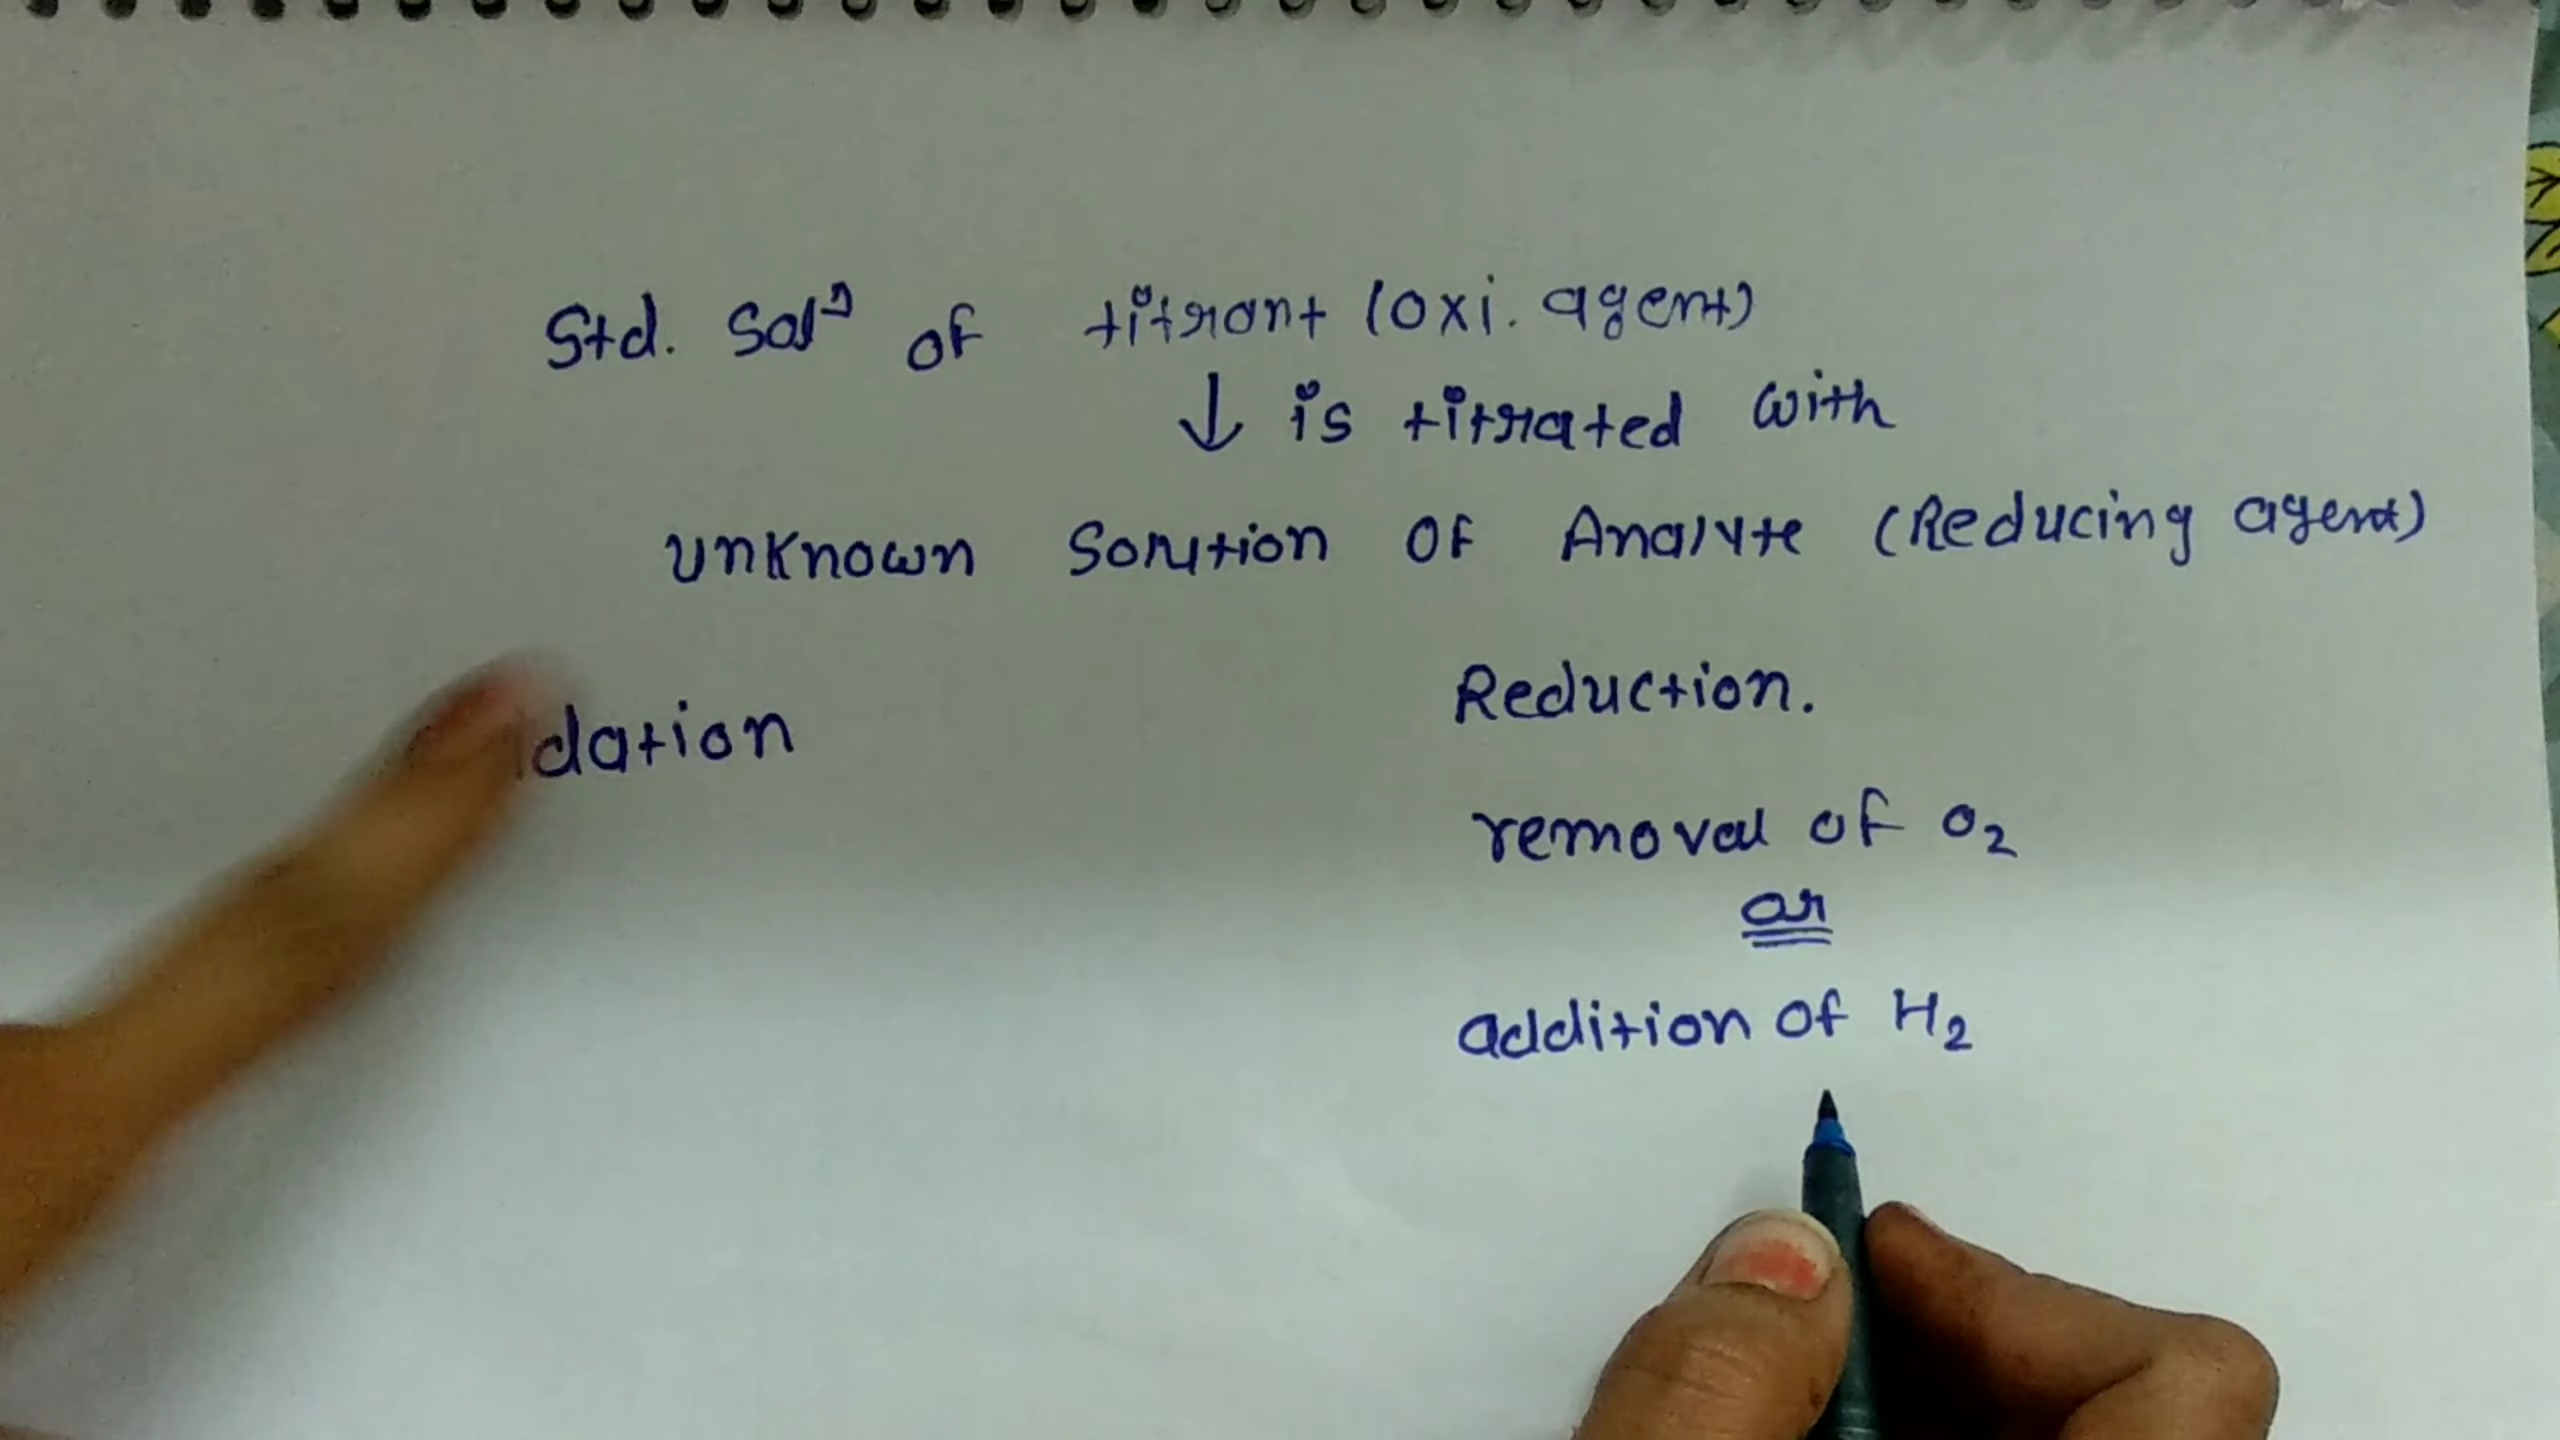 Std. Solⁿ of titrant (oxi. agent)
↓ is titrated with
unknown Solution OF Analyte (Reducing agent)
Reduction.
dation
removal of O₂
or
addition of H₂